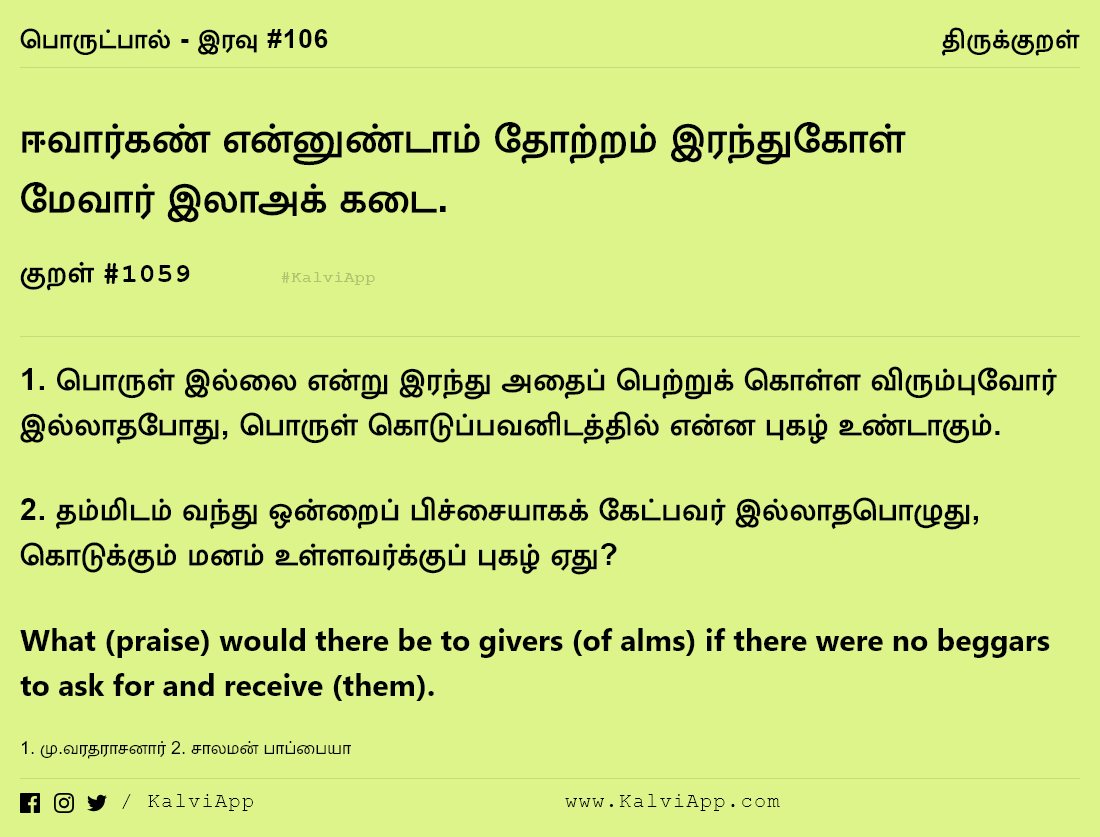 பொருட்பால் - இரவு #106
திருக்குறள்
ஈவார்கண் என்னுண்டாம் தோற்றம் இரந்துகோள்
மேவார் இலாஅக் கடை.
குறள் #1059
#KalviApp
1. பொருள் இல்லை என்று இரந்து அதைப் பெற்றுக் கொள்ள விரும்புவோர்
இல்லாதபோது, பொருள் கொடுப்பவனிடத்தில் என்ன புகழ் உண்டாகும்.
2. தம்மிடம் வந்து ஒன்றைப் பிச்சையாகக் கேட்பவர் இல்லாதபொழுது,
கொடுக்கும் மனம் உள்ளவர்க்குப் புகழ் ஏது?
What (praise) would there be to givers (of alms) if there were no beggars
to ask for and receive (them).
1. மு.வரதராசனார் 2. சாலமன் பாப்பையா
/ KalviApp
www.KalviApp.com